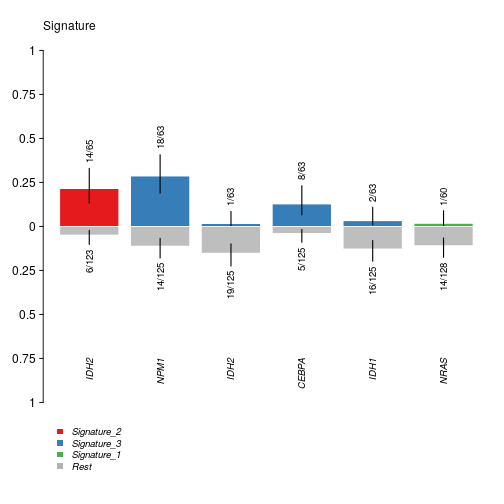 Signature
1
0.75
0.5
0.25
0
0.25
0.5
0.75
1
14/65
18/63
1/63
8/63
2/63
1/60
6/123
14/125
19/125
5/125
16/125
14/128
IDH2
NPM1
IDH2
CEBPA
IDH1
NRAS
Signature_2
Signature_3
Signature_1
Rest